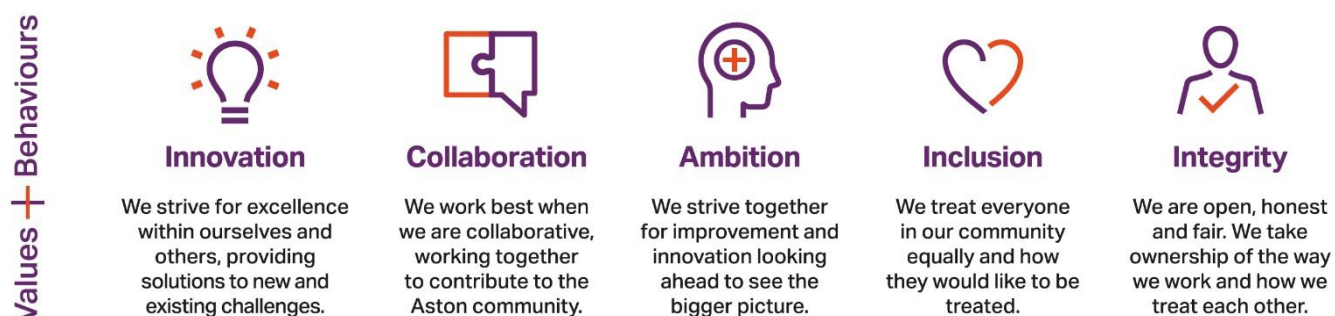 Values + Behaviours
Innovation
We strive for excellence
within ourselves and
others, providing
solutions to new and
existing challenges.
Collaboration
We work best when
we are collaborative,
working together
to contribute to the
Aston community.
Ambition
We strive together
for improvement and
innovation looking
ahead to see the
bigger picture.
Inclusion
We treat everyone
in our community
equally and how
they would like to be
treated.
Integrity
We are open, honest
and fair. We take
ownership of the way
we work and how we
treat each other.